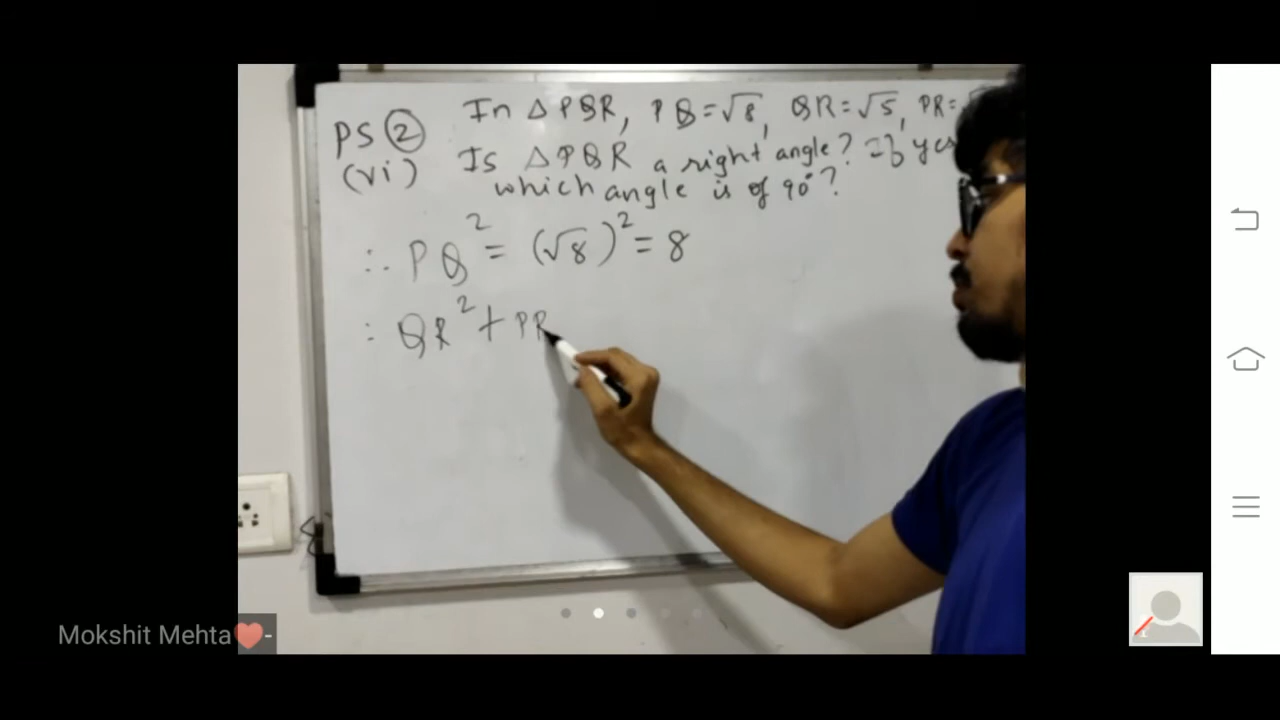 PS ② In △PQR, PQ=√8, QR=√5, PR=√
(vi) Is △PQR a right angle? If yes
which angle is of 90°?
∴ PQ² = (√8)² = 8
: QR² + PR
Mokshit Mehta❤️-